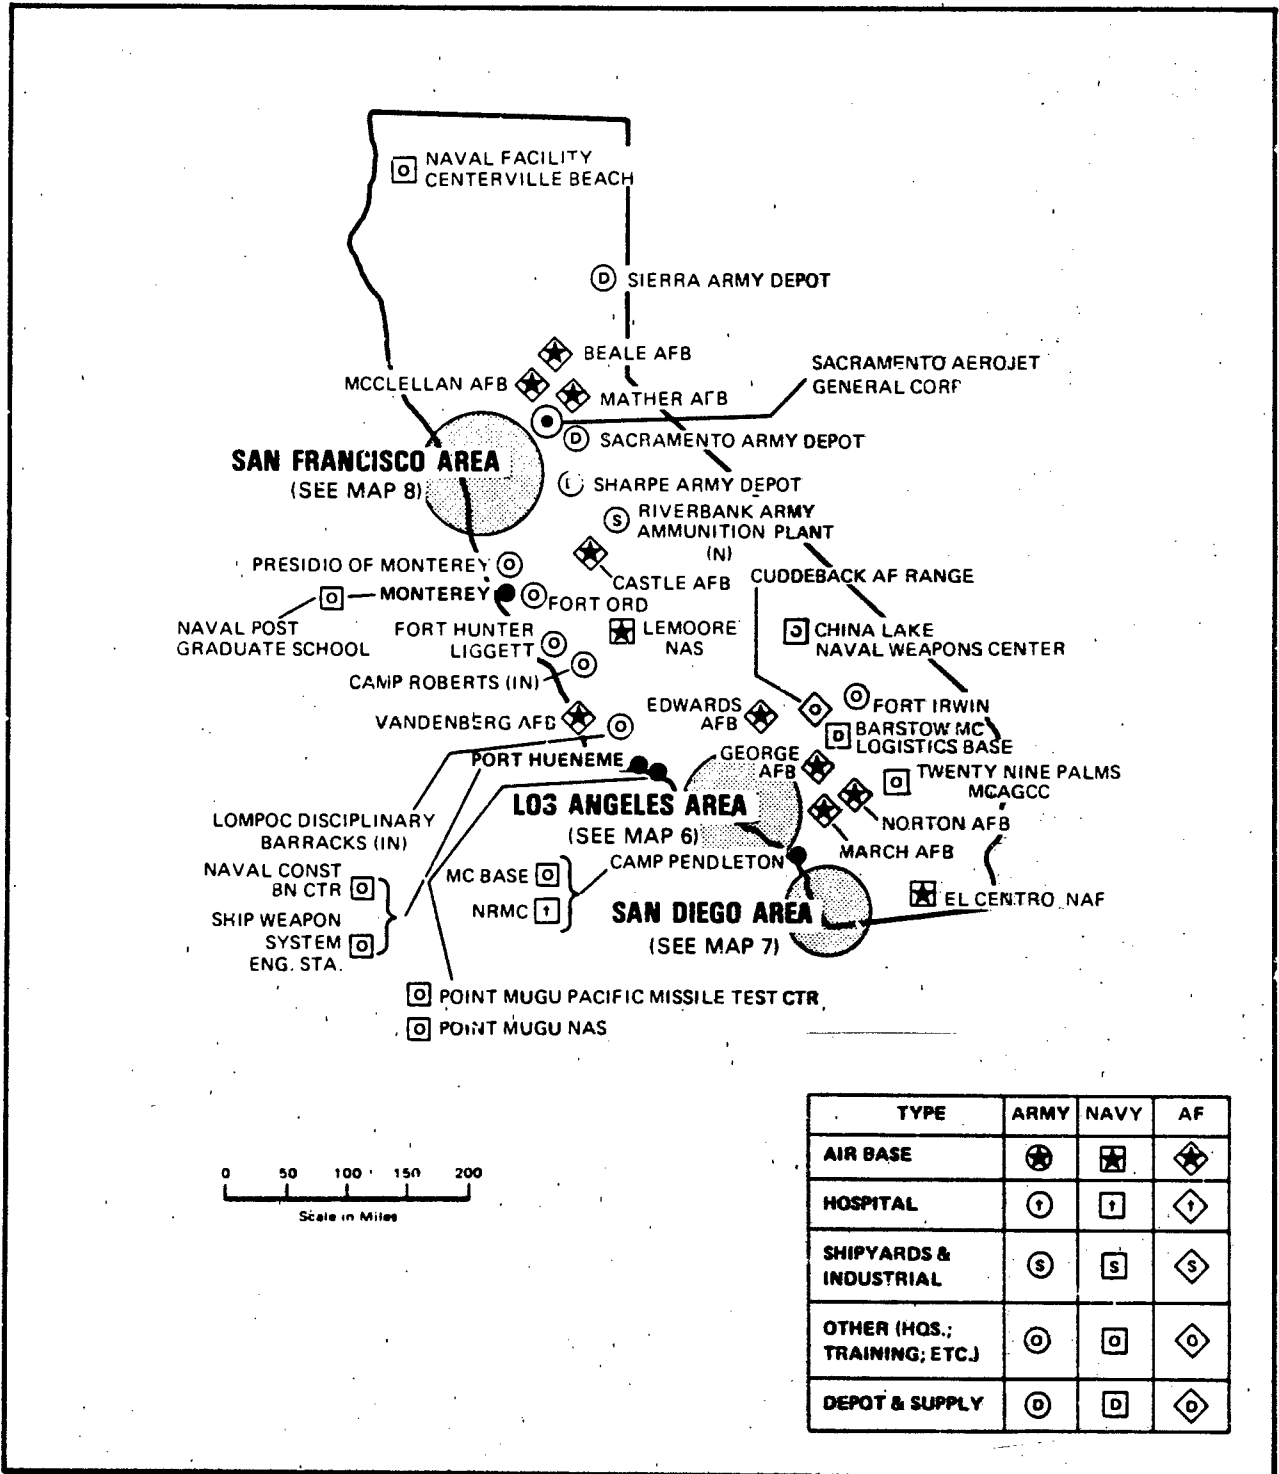 NAVAL FACILITY
CENTERVILLE BEACH
D SIERRA ARMY DEPOT
BEALE AFB
SACRAMENTO AEROJET
GENERAL CORP
MCCLELLAN AFB
MATHER AFB
D SACRAMENTO ARMY DEPOT
SAN FRANCISCO AREA
(SEE MAP 8)
SHARPE ARMY DEPOT
S RIVERBANK ARMY
AMMUNITION PLANT
(N)
PRESIDIO OF MONTEREY O
CASTLE AFB
CUDDEBACK AF RANGE
O MONTEREY
O FORT ORD
NAVAL POST
GRADUATE SCHOOL
FORT HUNTER
LIGGETT O
LEMOORE
NAS
CHINA LAKE
NAVAL WEAPONS CENTER
CAMP ROBERTS (IN) O
VANDENBERG AFB
O
EDWARDS
AFB
O
O FORT IRWIN
D BARSTOW MC
LOGISTICS BASE
PORT HUENEME
GEORGE
AFB
O TWENTY NINE PALMS
MCAGCC
LOS ANGELES AREA
(SEE MAP 6)
NORTON AFB
LOMPOC DISCIPLINARY
BARRACKS (IN)
MARCH AFB
CAMP PENDLETON
NAVAL CONST
BN CTR O
MC BASE O
NRMC †
SHIP WEAPON
SYSTEM O
ENG. STA.
SAN DIEGO AREA
(SEE MAP 7)
EL CENTRO NAF
O POINT MUGU PACIFIC MISSILE TEST CTR
O POINT MUGU NAS
TYPE ARMY NAVY AF
AIR BASE
HOSPITAL † † †
SHIPYARDS &
INDUSTRIAL S S S
OTHER (HQS.;
TRAINING; ETC.) O O O
DEPOT & SUPPLY D D D
0 50 100 150 200
Scale in Miles